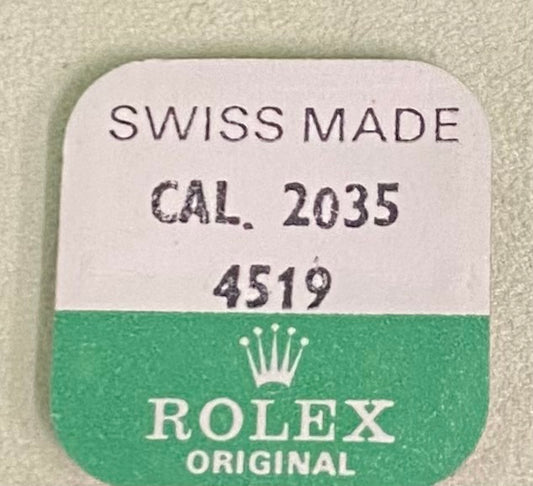 SWISS MADE
CAL. 2035
4519
ROLEX
ORIGINAL